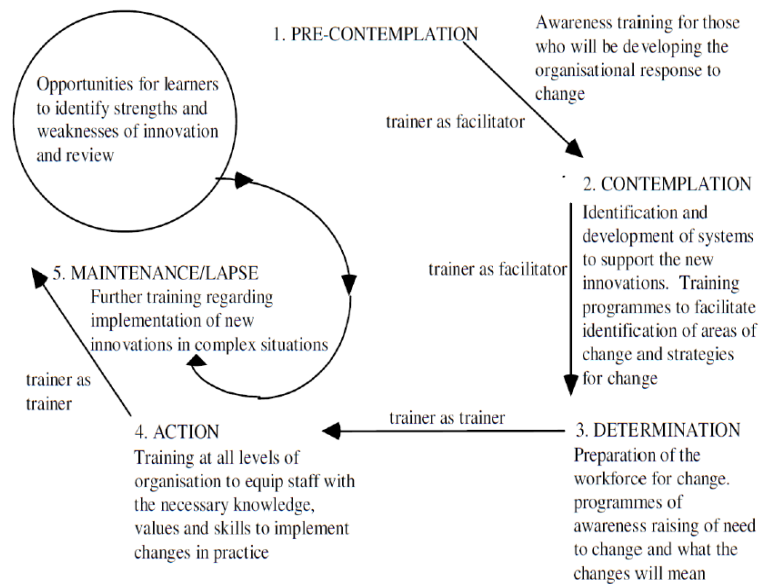 1. PRE-CONTEMPLATION
Awareness training for those
who will be developing the
organisational response to
change
Opportunities for learners
to identify strengths and
weaknesses of innovation
and review
trainer as facilitator
2. CONTEMPLATION
Identification and
development of systems
to support the new
innovations. Training
programmes to facilitate
identification of areas of
change and strategies
for change
trainer as facilitator
3. DETERMINATION
Preparation of the
workforce for change.
programmes of
awareness raising of need
to change and what the
changes will mean
trainer as trainer
4. ACTION
Training at all levels of
organisation to equip staff with
the necessary knowledge,
values and skills to implement
changes in practice
trainer as
trainer
5. MAINTENANCE/LAPSE
Further training regarding
implementation of new
innovations in complex situations